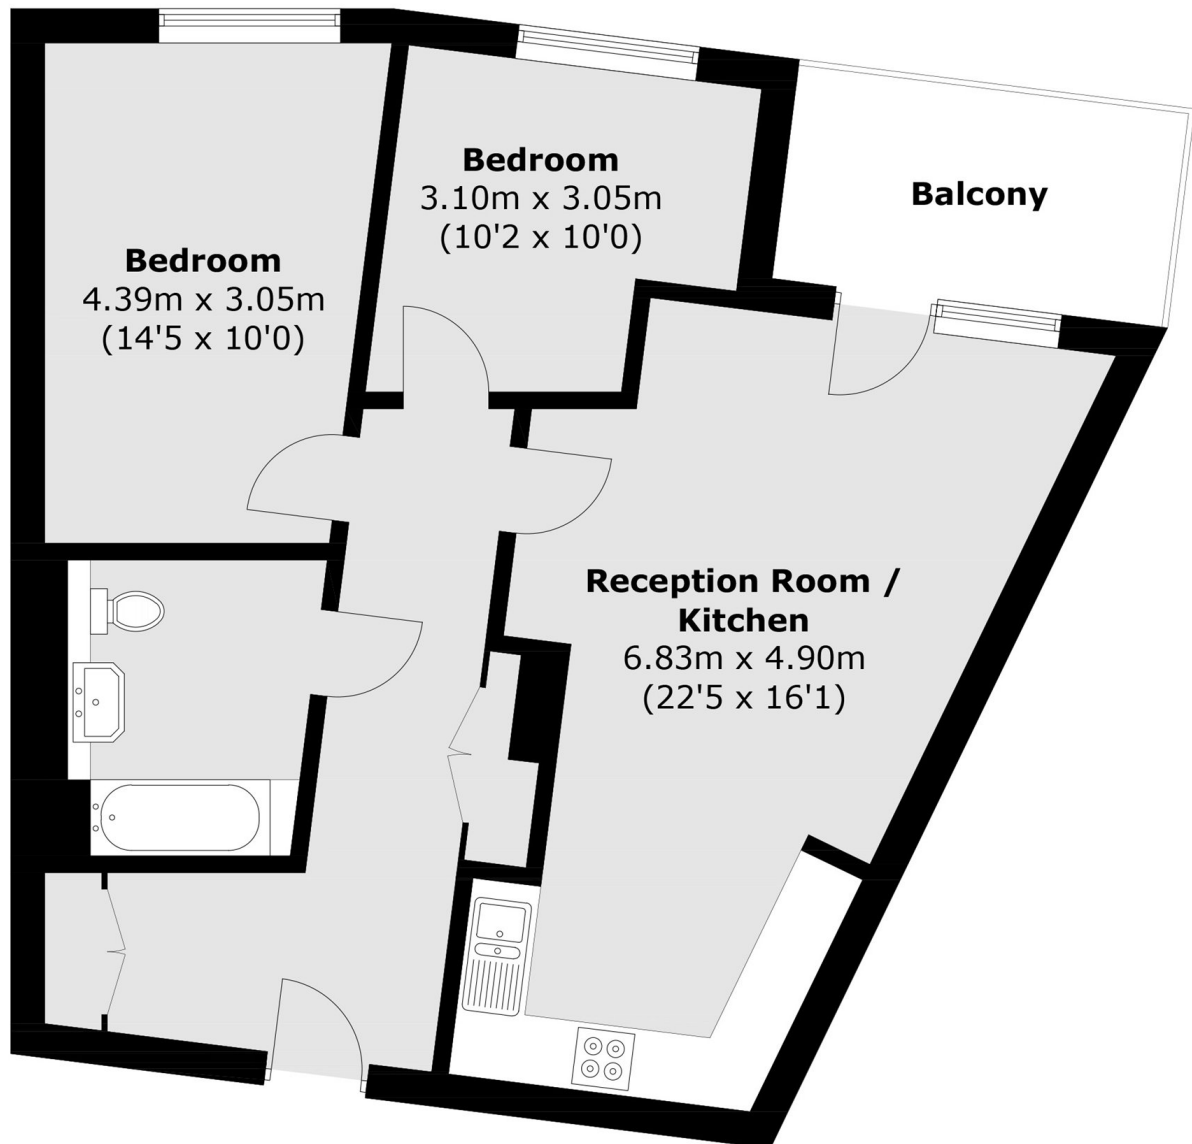 Bedroom
3.10m x 3.05m
(10'2 x 10'0)
Balcony
Bedroom
4.39m x 3.05m
(14'5 x 10'0)
Reception Room /
Kitchen
6.83m x 4.90m
(22'5 x 16'1)